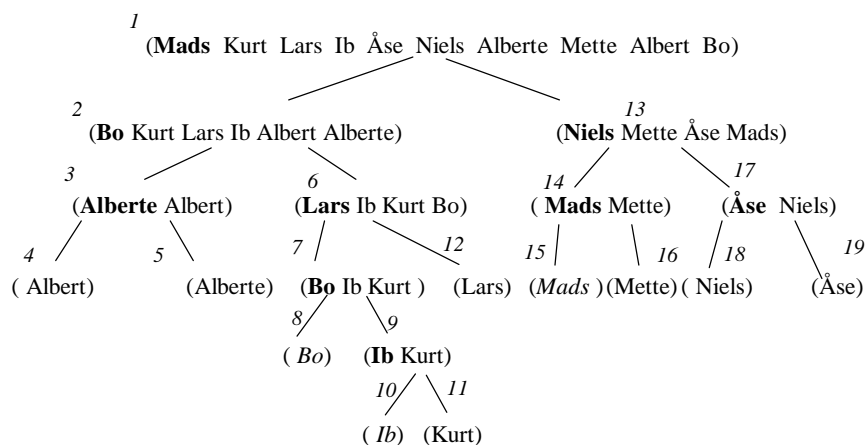 1
(Mads Kurt Lars Ib Åse Niels Alberte Mette Albert Bo)
2 13
(Bo Kurt Lars Ib Albert Alberte) (Niels Mette Åse Mads)
3 6 14 17
(Alberte Albert) (Lars Ib Kurt Bo) ( Mads Mette) (Åse Niels)
4 5 7 12 15 16 18 19
( Albert) (Alberte) (Bo Ib Kurt ) (Lars) (Mads ) (Mette) ( Niels) (Åse)
8 9
( Bo) (Ib Kurt)
10 11
( Ib) (Kurt)